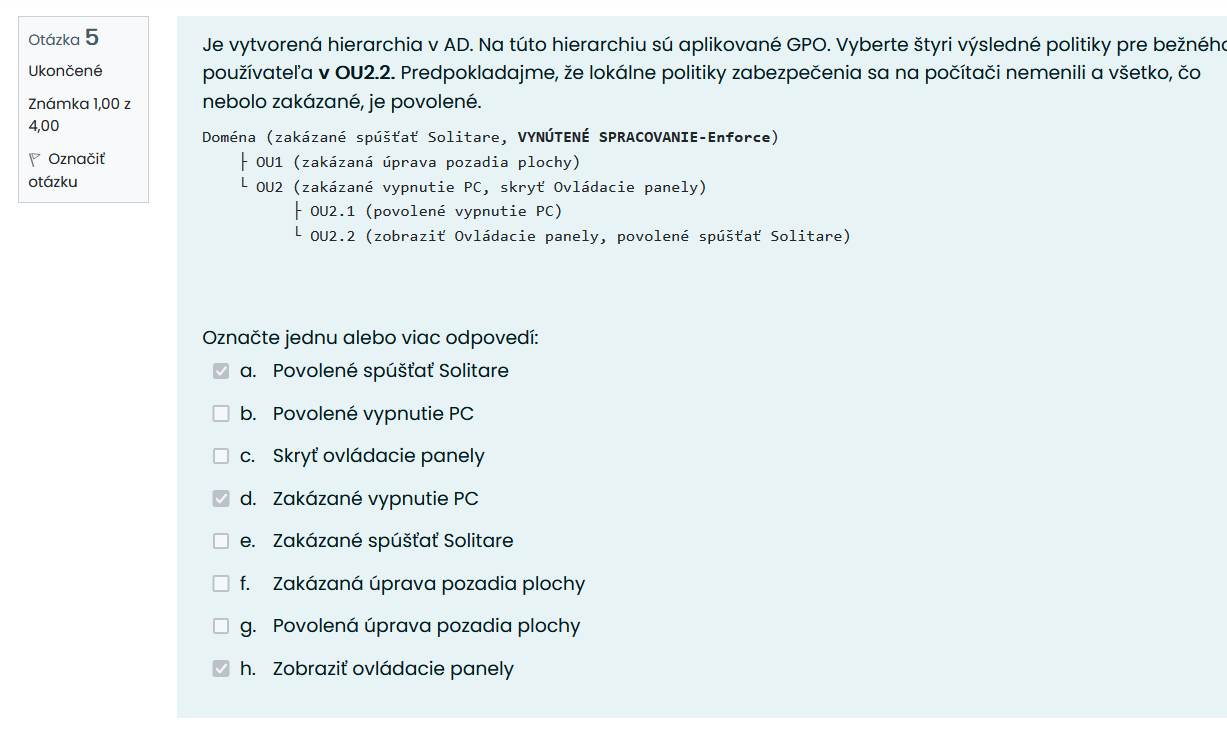 Otázka 5
Ukončené
Známka 1,00 z
4,00
Označiť
otázku
Je vytvorená hierarchia v AD. Na túto hierarchiu sú aplikované GPO. Vyberte štyri výsledné politiky pre bežného
používateľa v OU2.2. Predpokladajme, že lokálne politiky zabezpečenia sa na počítači nemenili a všetko, čo
nebolo zakázané, je povolené.
Doména (zakázané spúšťať Solitare, VYNÚTENÉ SPRACOVANIE-Enforce)
├ OU1 (zakázaná úprava pozadia plochy)
└ OU2 (zakázané vypnutie PC, skryť Ovládacie panely)
├ OU2.1 (povolené vypnutie PC)
└ OU2.2 (zobraziť Ovládacie panely, povolené spúšťať Solitare)
Označte jednu alebo viac odpovedí:
a. Povolené spúšťať Solitare
b. Povolené vypnutie PC
c. Skryť ovládacie panely
d. Zakázané vypnutie PC
e. Zakázané spúšťať Solitare
f. Zakázaná úprava pozadia plochy
g. Povolená úprava pozadia plochy
h. Zobraziť ovládacie panely